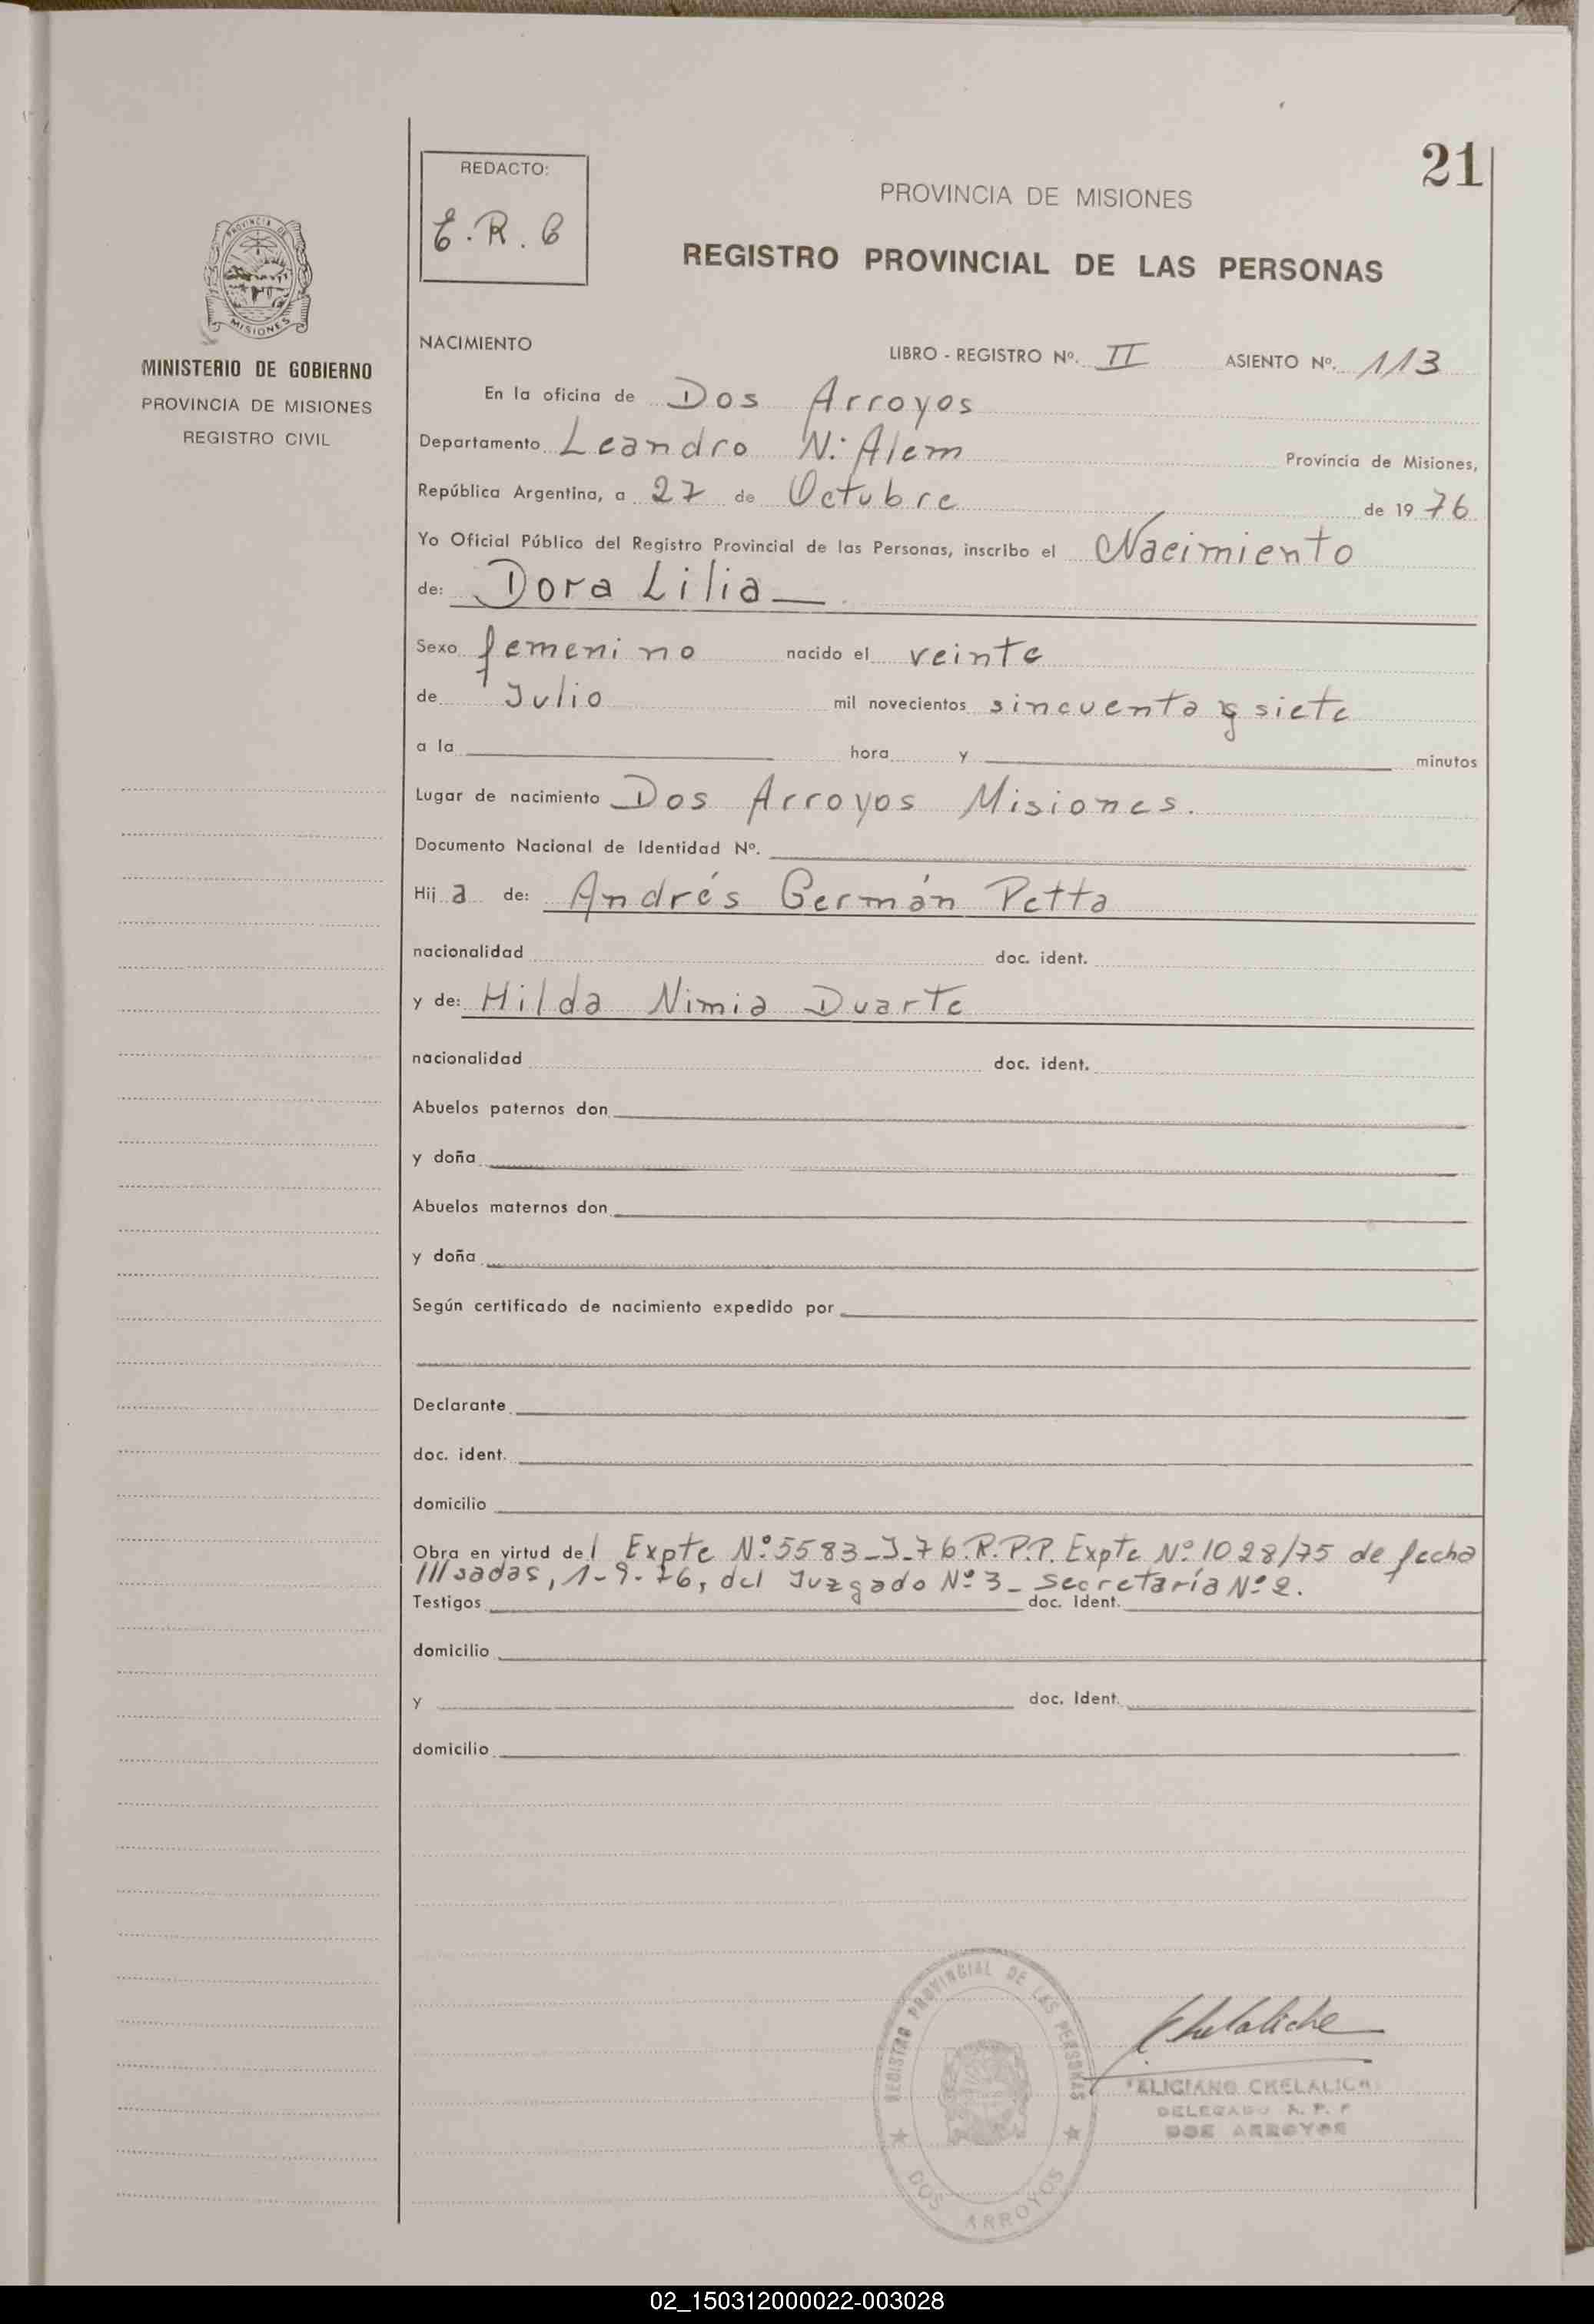 21
REDACTO:
E.R.B
PROVINCIA DE MISIONES
REGISTRO PROVINCIAL DE LAS PERSONAS
PROVINCIA DE
MISIONES
MINISTERIO DE GOBIERNO
PROVINCIA DE MISIONES
REGISTRO CIVIL
NACIMIENTO LIBRO - REGISTRO Nº. II ASIENTO Nº. 113
En la oficina de Dos Arroyos
Departamento Leandro N. Alem Provincia de Misiones,
República Argentina, a 27 de Octubre de 1976
Yo Oficial Público del Registro Provincial de las Personas, inscribo el Nacimiento
de: Dora Lilia
Sexo femenino nacido el veinte
de Julio mil novecientos sincuenta y siete
a la hora y minutos
Lugar de nacimiento Dos Arroyos Misiones.
Documento Nacional de Identidad Nº.
Hij a de: Andrés Germán Petta
nacionalidad doc. ident.
y de: Hilda Nimia Duarte
nacionalidad doc. ident.
Abuelos paternos don
y doña
Abuelos maternos don
y doña
Según certificado de nacimiento expedido por
Declarante
doc. ident.
domicilio
Obra en virtud del Expte Nº 5583-J-76.R.P.P. Expte Nº 1028/75 de fecha
///sadas, 1-9-76, del Juzgado Nº 3 - Secretaría Nº 2.
Testigos doc. ident.
domicilio
y doc. Ident.
domicilio
REGISTRO PROVINCIAL DE LAS PERSONAS
DOS ARROYOS
Chelaliche
DELEGADO R. P. P
DOS ARROYOS
02_150312000022-003028